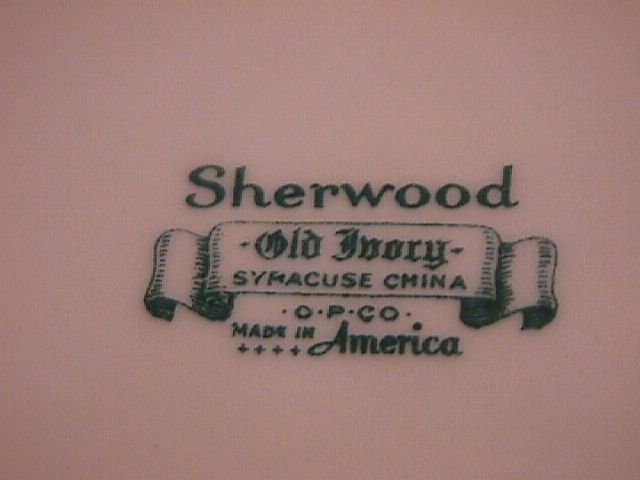 Sherwood
·Old Ivory·
SYRACUSE CHINA
·O·P·CO·
MADE IN America
++++